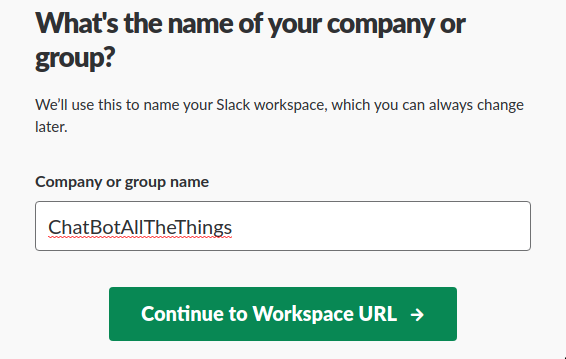 What's the name of your company or
group?
We'll use this to name your Slack workspace, which you can always change
later.
Company or group name
ChatBotAllTheThings
Continue to Workspace URL →